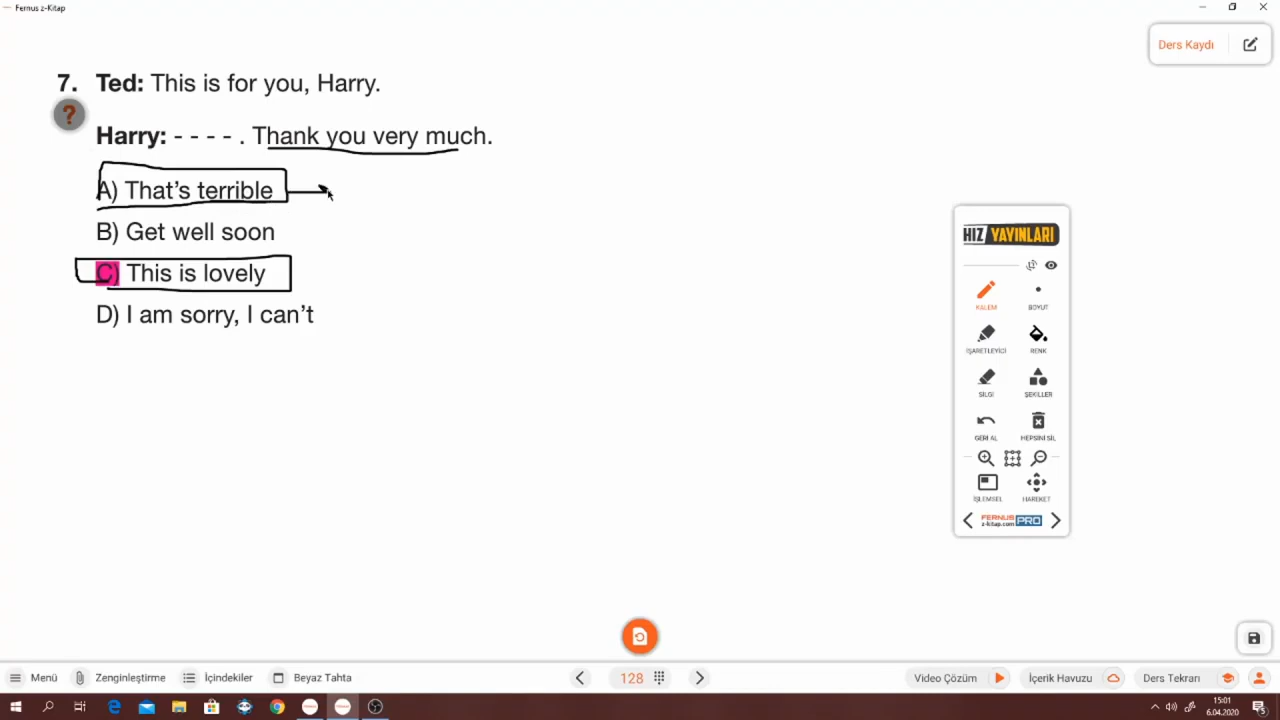 Fernus z-Kitap
Ders Kaydı
7. Ted: This is for you, Harry.
?
Harry: - - - - . Thank you very much.
A) That's terrible
B) Get well soon
C) This is lovely
D) I am sorry, I can't
HIZ YAYINLARI
KALEM
BOYUT
İŞARETLEYİCİ
RENK
SİLGİ
ŞEKİLLER
GERİ AL
HEPSİNİ SİL
İŞLEMSEL
HAREKET
FERNUS
z-kitap.com PRO
Menü
Zenginleştirme
İçindekiler
Beyaz Tahta
128
Video Çözüm
İçerik Havuzu
Ders Tekrarı
15:01
6.04.2020